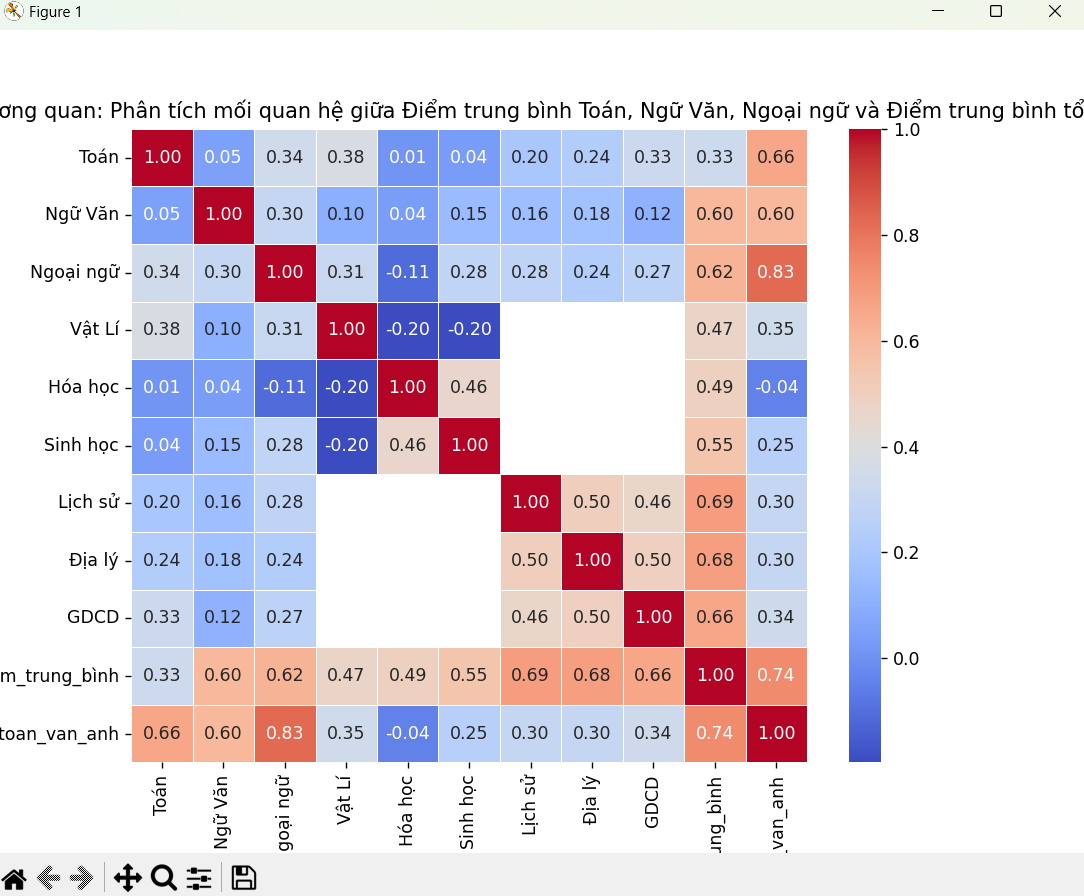 Figure 1
ơng quan: Phân tích mối quan hệ giữa Điểm trung bình Toán, Ngữ Văn, Ngoại ngữ và Điểm trung bình tổ
Toán 1.00 0.05 0.34 0.38 0.01 0.04 0.20 0.24 0.33 0.33 0.66
Ngữ Văn 0.05 1.00 0.30 0.10 0.04 0.15 0.16 0.18 0.12 0.60 0.60
Ngoại ngữ 0.34 0.30 1.00 0.31 -0.11 0.28 0.28 0.24 0.27 0.62 0.83
Vật Lí 0.38 0.10 0.31 1.00 -0.20 -0.20 0.47 0.35
Hóa học 0.01 0.04 -0.11 -0.20 1.00 0.46 0.49 -0.04
Sinh học 0.04 0.15 0.28 -0.20 0.46 1.00 0.55 0.25
Lịch sử 0.20 0.16 0.28 1.00 0.50 0.46 0.69 0.30
Địa lý 0.24 0.18 0.24 0.50 1.00 0.50 0.68 0.30
GDCD 0.33 0.12 0.27 0.46 0.50 1.00 0.66 0.34
m_trung_bình 0.33 0.60 0.62 0.47 0.49 0.55 0.69 0.68 0.66 1.00 0.74
toan_van_anh 0.66 0.60 0.83 0.35 -0.04 0.25 0.30 0.30 0.34 0.74 1.00
Toán
Ngữ Văn
goại ngữ
Vật Lí
Hóa học
Sinh học
Lịch sử
Địa lý
GDCD
ung_bình
_van_anh
1.0
0.8
0.6
0.4
0.2
0.0